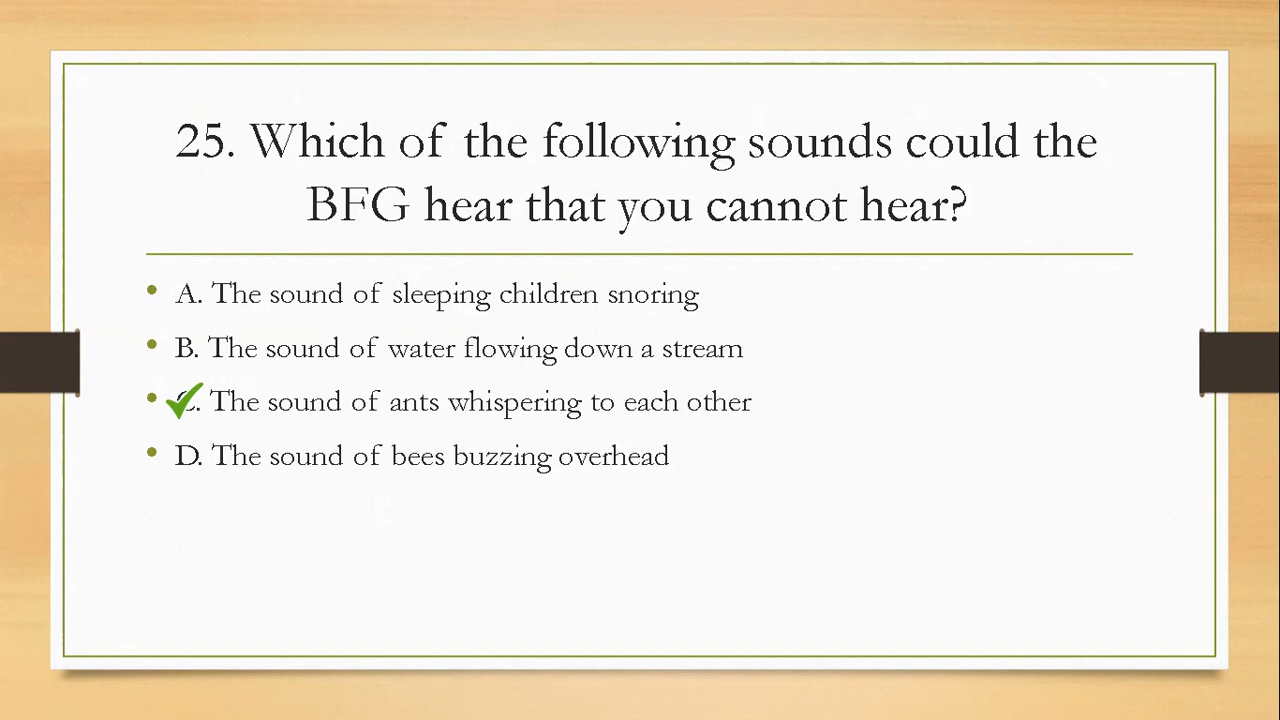 25. Which of the following sounds could the
BFG hear that you cannot hear?
A. The sound of sleeping children snoring
B. The sound of water flowing down a stream
C. The sound of ants whispering to each other
D. The sound of bees buzzing overhead